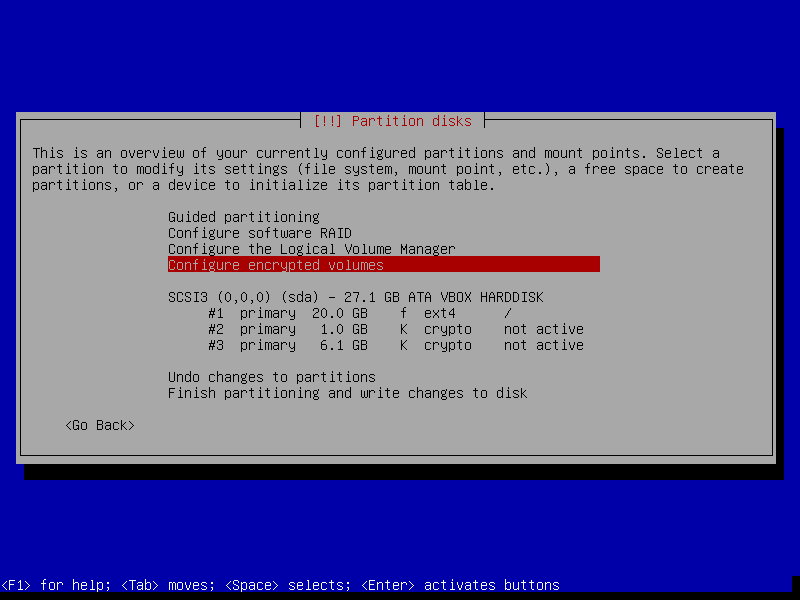 [!!] Partition disks
This is an overview of your currently configured partitions and mount points. Select a
partition to modify its settings (file system, mount point, etc.), a free space to create
partitions, or a device to initialize its partition table.
Guided partitioning
Configure software RAID
Configure the Logical Volume Manager
Configure encrypted volumes
SCSI3 (0,0,0) (sda) - 27.1 GB ATA VBOX HARDDISK
#1 primary 20.0 GB f ext4 /
#2 primary 1.0 GB K crypto not active
#3 primary 6.1 GB K crypto not active
Undo changes to partitions
Finish partitioning and write changes to disk
<Go Back>
<F1> for help; <Tab> moves; <Space> selects; <Enter> activates buttons